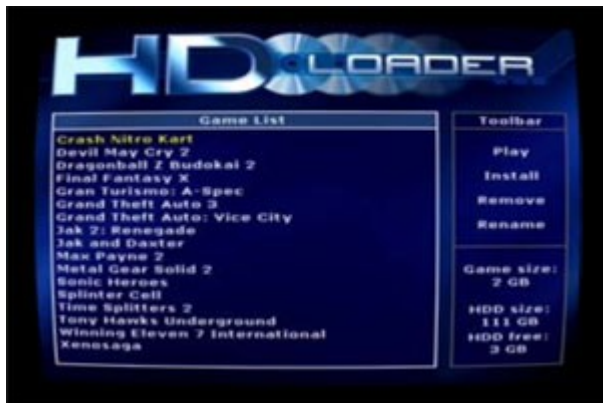 HD LOADER
Game List
Crash Nitro Kart
Devil May Cry 2
Dragonball Z Budokai 2
Final Fantasy X
Gran Turismo: A-Spec
Grand Theft Auto 3
Grand Theft Auto: Vice City
Jak 2: Renegade
Jak and Daxter
Max Payne 2
Metal Gear Solid 2
Sonic Heroes
Splinter Cell
Time Splitters 2
Tony Hawks Underground
Winning Eleven 7 International
Xenosaga
Toolbar
Play
Install
Remove
Rename
Game size:
2 GB
HDD size:
111 GB
HDD free:
3 GB